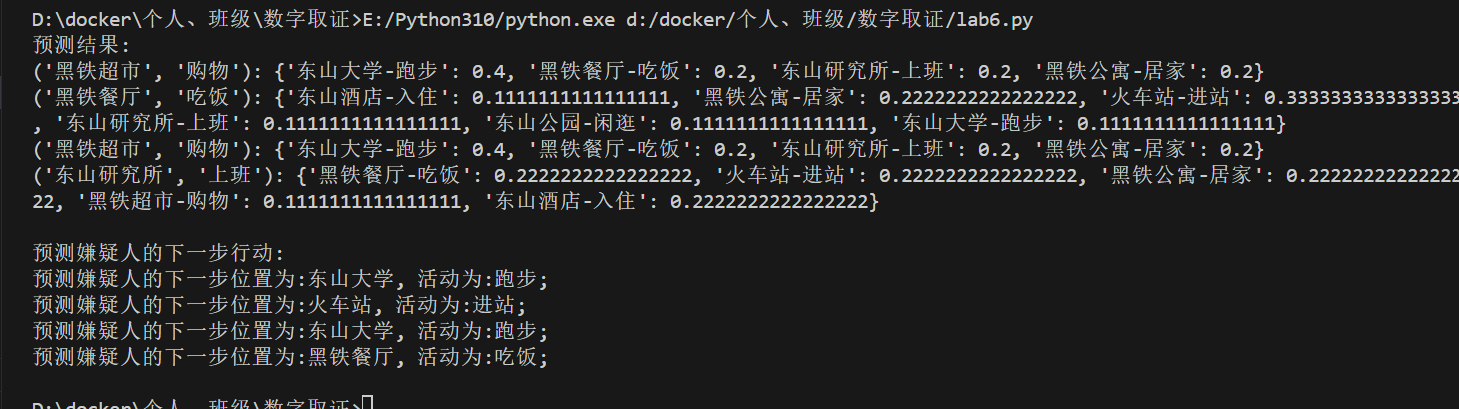 D:\docker\个人、班级\数字取证>E:/Python310/python.exe d:/docker/个人、班级/数字取证/lab6.py
预测结果:
('黑铁超市', '购物'): {'东山大学-跑步': 0.4, '黑铁餐厅-吃饭': 0.2, '东山研究所-上班': 0.2, '黑铁公寓-居家': 0.2}
('黑铁餐厅', '吃饭'): {'东山酒店-入住': 0.1111111111111111, '黑铁公寓-居家': 0.2222222222222222, '火车站-进站': 0.3333333333333333
, '东山研究所-上班': 0.1111111111111111, '东山公园-闲逛': 0.1111111111111111, '东山大学-跑步': 0.1111111111111111}
('黑铁超市', '购物'): {'东山大学-跑步': 0.4, '黑铁餐厅-吃饭': 0.2, '东山研究所-上班': 0.2, '黑铁公寓-居家': 0.2}
('东山研究所', '上班'): {'黑铁餐厅-吃饭': 0.2222222222222222, '火车站-进站': 0.2222222222222222, '黑铁公寓-居家': 0.22222222222222
22, '黑铁超市-购物': 0.1111111111111111, '东山酒店-入住': 0.2222222222222222}
预测嫌疑人的下一步行动:
预测嫌疑人的下一步位置为:东山大学, 活动为:跑步;
预测嫌疑人的下一步位置为:火车站, 活动为:进站;
预测嫌疑人的下一步位置为:东山大学, 活动为:跑步;
预测嫌疑人的下一步位置为:黑铁餐厅, 活动为:吃饭;
D:\docker\个人、班级\数字取证>